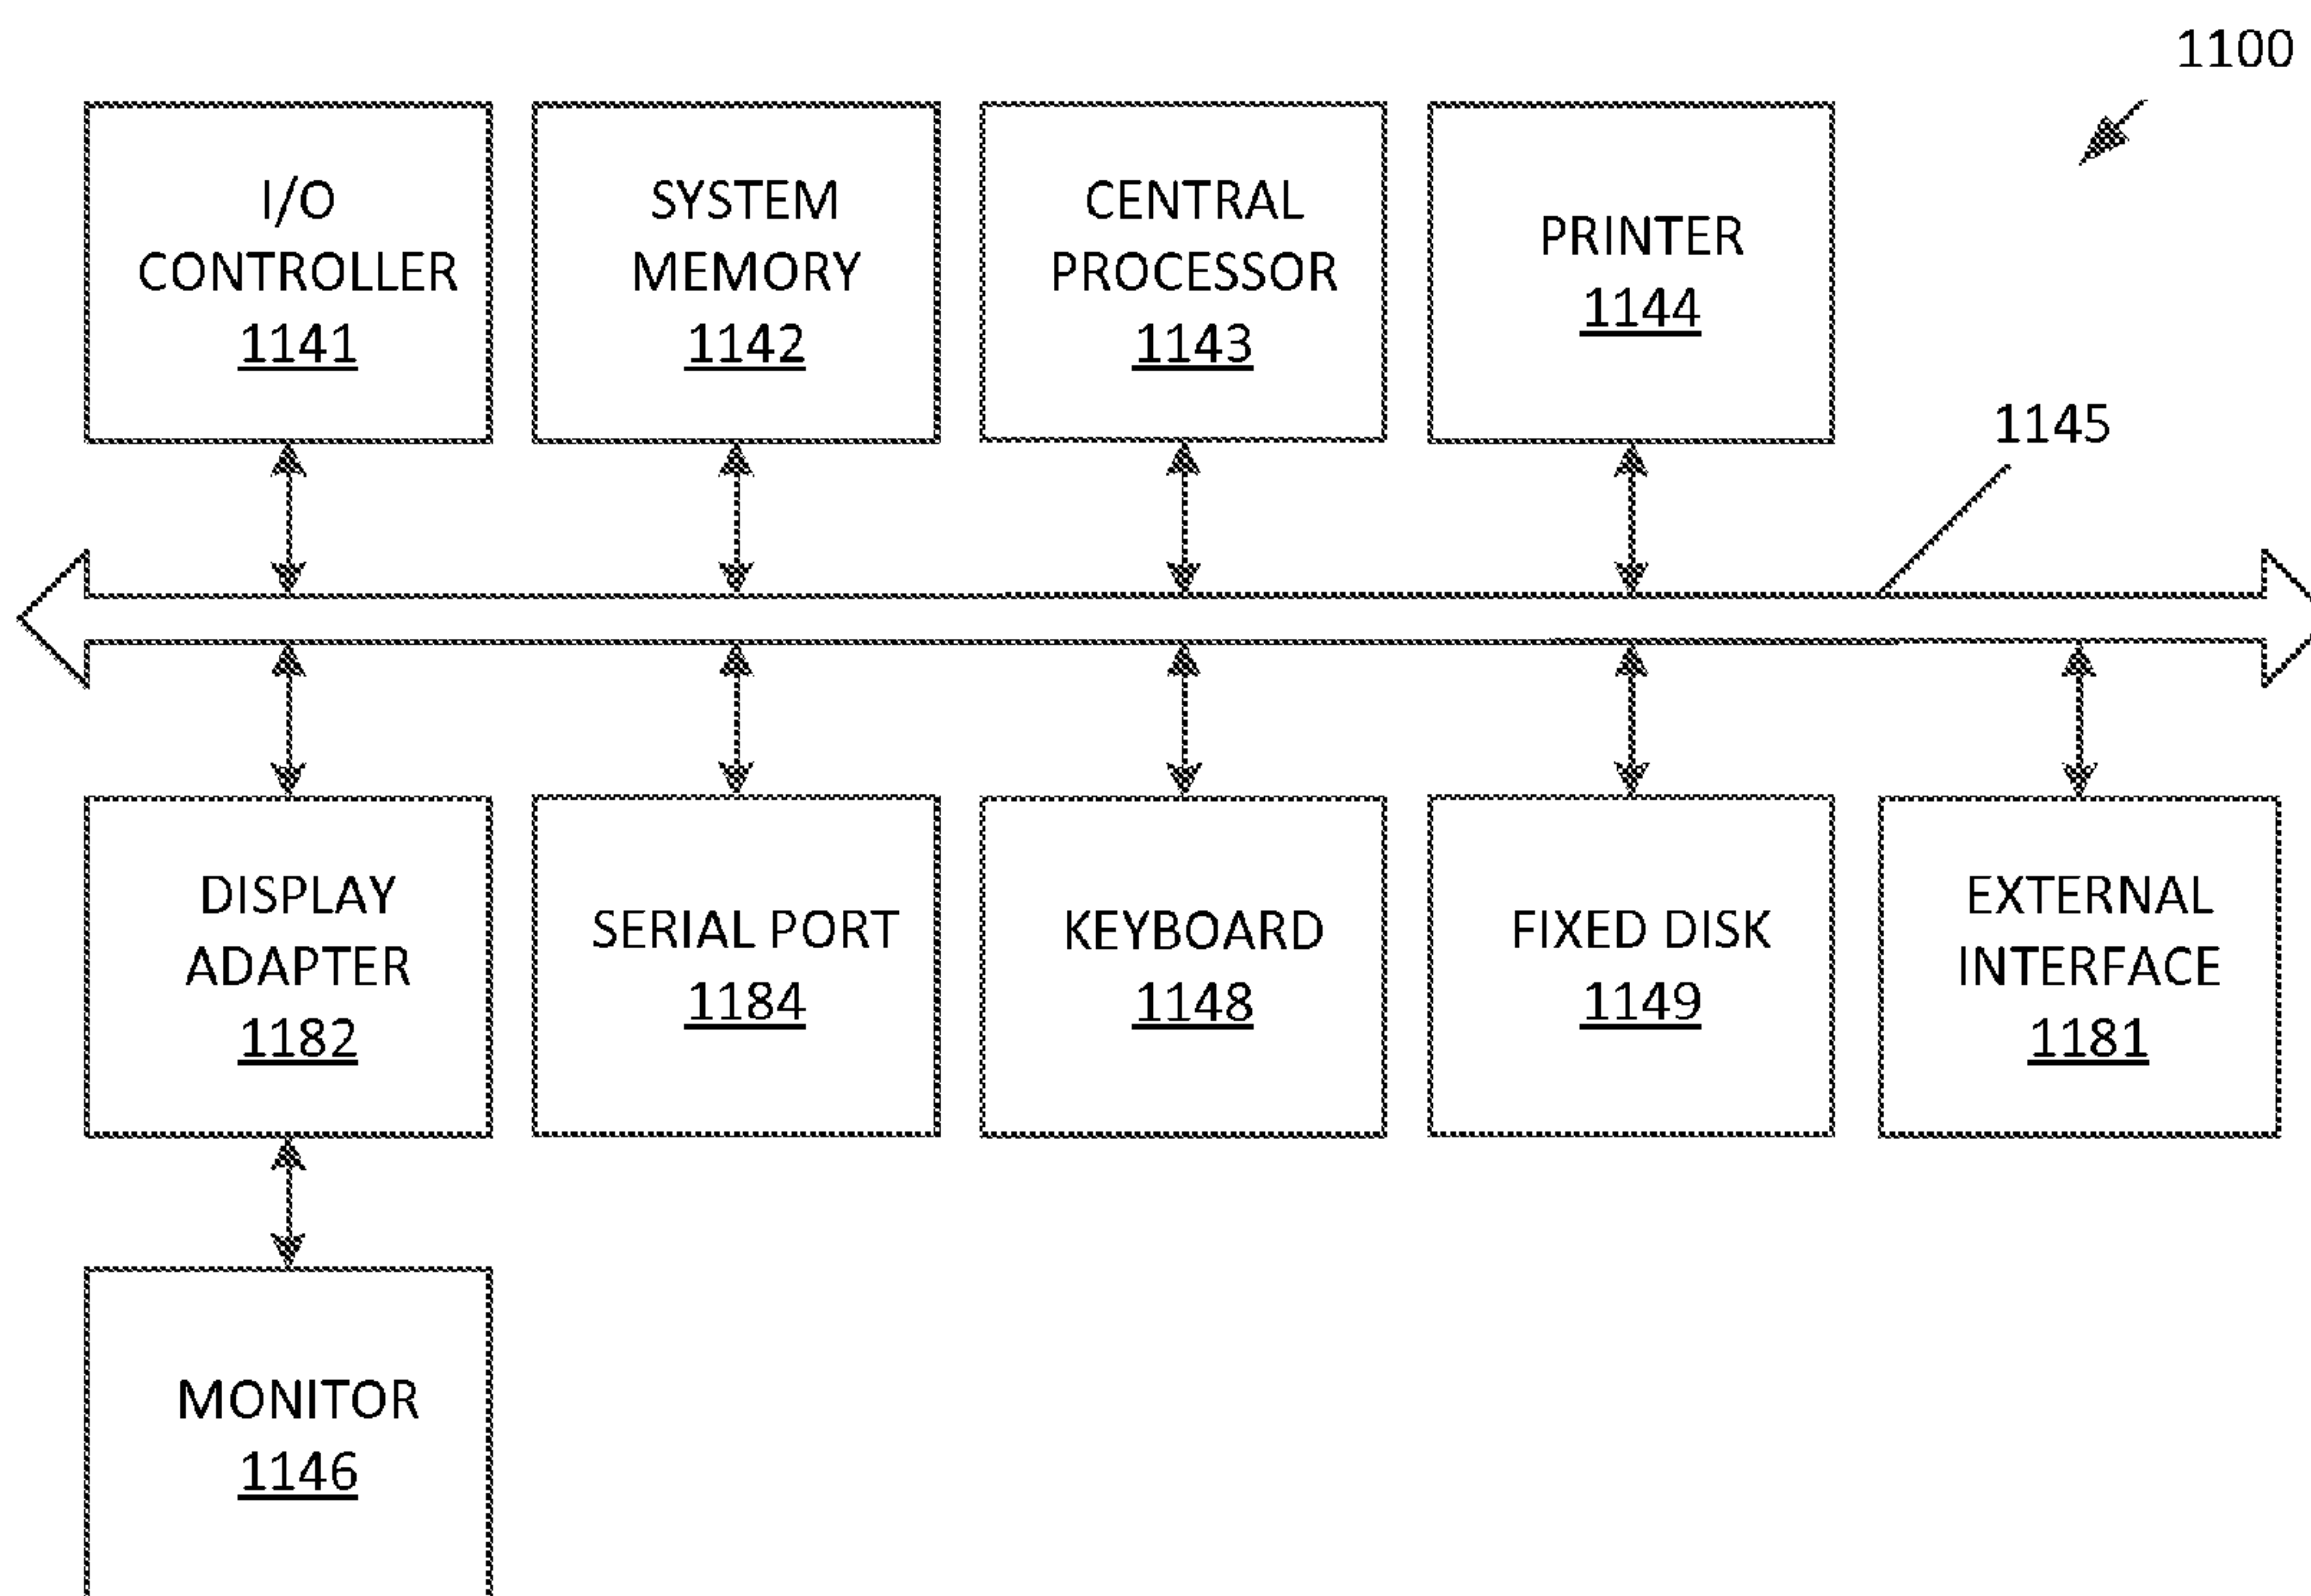 1100
I/O
CONTROLLER
1141
SYSTEM
MEMORY
1142
CENTRAL
PROCESSOR
1143
PRINTER
1144
1145
DISPLAY
ADAPTER
1182
SERIAL PORT
1184
KEYBOARD
1148
FIXED DISK
1149
EXTERNAL
INTERFACE
1181
MONITOR
1146